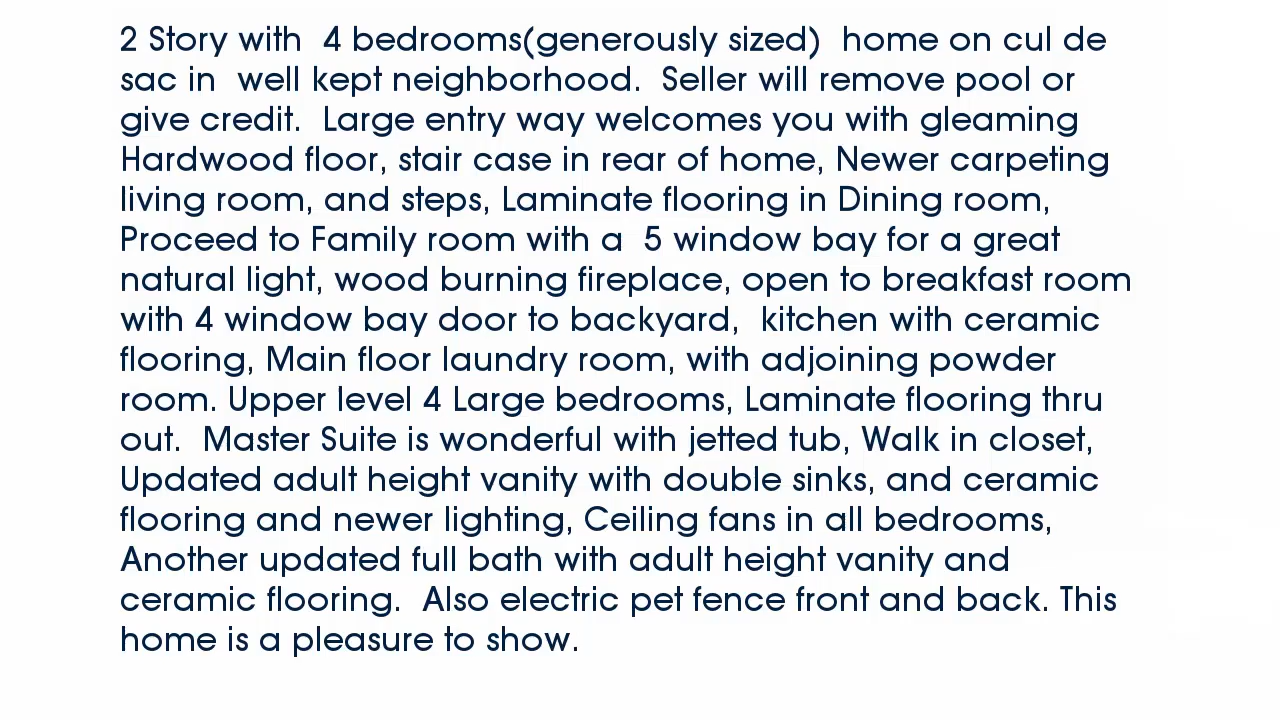 2 Story with  4 bedrooms(generously sized)  home on cul de
sac in  well kept neighborhood.  Seller will remove pool or
give credit.  Large entry way welcomes you with gleaming
Hardwood floor, stair case in rear of home, Newer carpeting
living room, and steps, Laminate flooring in Dining room,
Proceed to Family room with a  5 window bay for a great
natural light, wood burning fireplace, open to breakfast room
with 4 window bay door to backyard,  kitchen with ceramic
flooring, Main floor laundry room, with adjoining powder
room. Upper level 4 Large bedrooms, Laminate flooring thru
out.  Master Suite is wonderful with jetted tub, Walk in closet,
Updated adult height vanity with double sinks, and ceramic
flooring and newer lighting, Ceiling fans in all bedrooms,
Another updated full bath with adult height vanity and
ceramic flooring.  Also electric pet fence front and back. This
home is a pleasure to show.